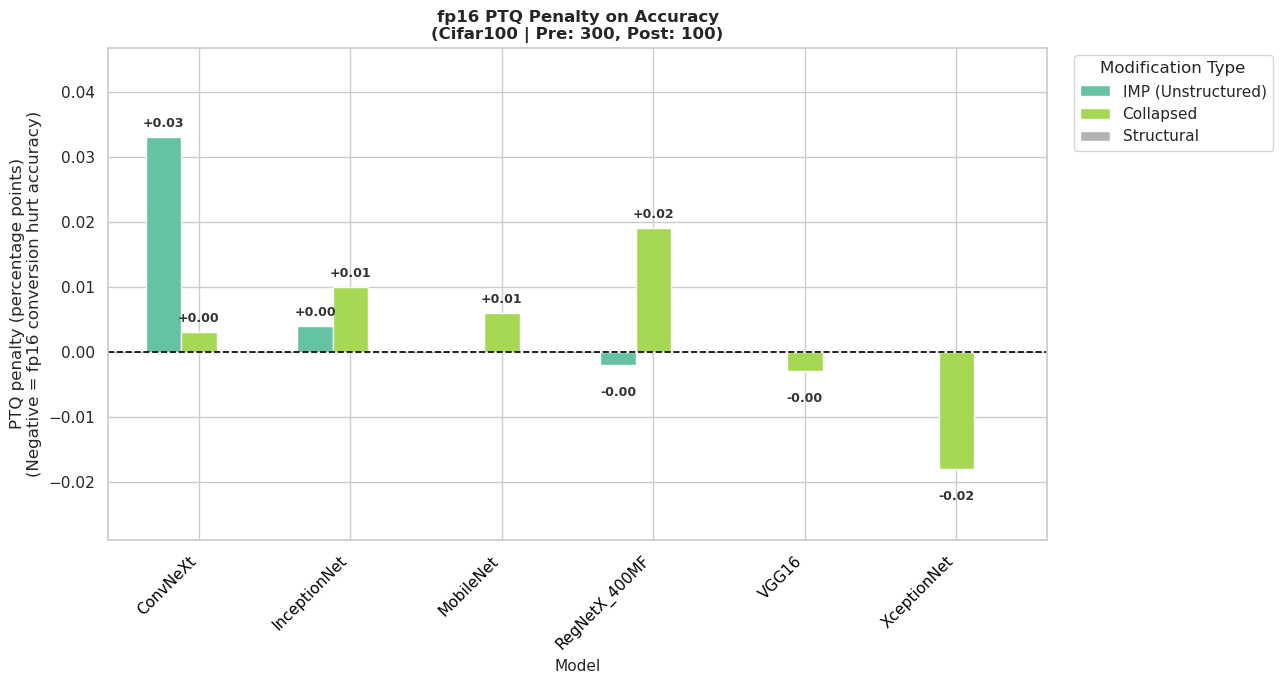 fp16 PTQ Penalty on Accuracy
(Cifar100 | Pre: 300, Post: 100)
PTQ penalty (percentage points)
(Negative = fp16 conversion hurt accuracy)
0.04
0.03
0.02
0.01
0.00
−0.01
−0.02
+0.03
+0.00
+0.00
+0.01
+0.01
-0.00
+0.02
-0.00
-0.02
ConvNeXt
InceptionNet
MobileNet
RegNetX_400MF
VGG16
XceptionNet
Model
Modification Type
IMP (Unstructured)
Collapsed
Structural